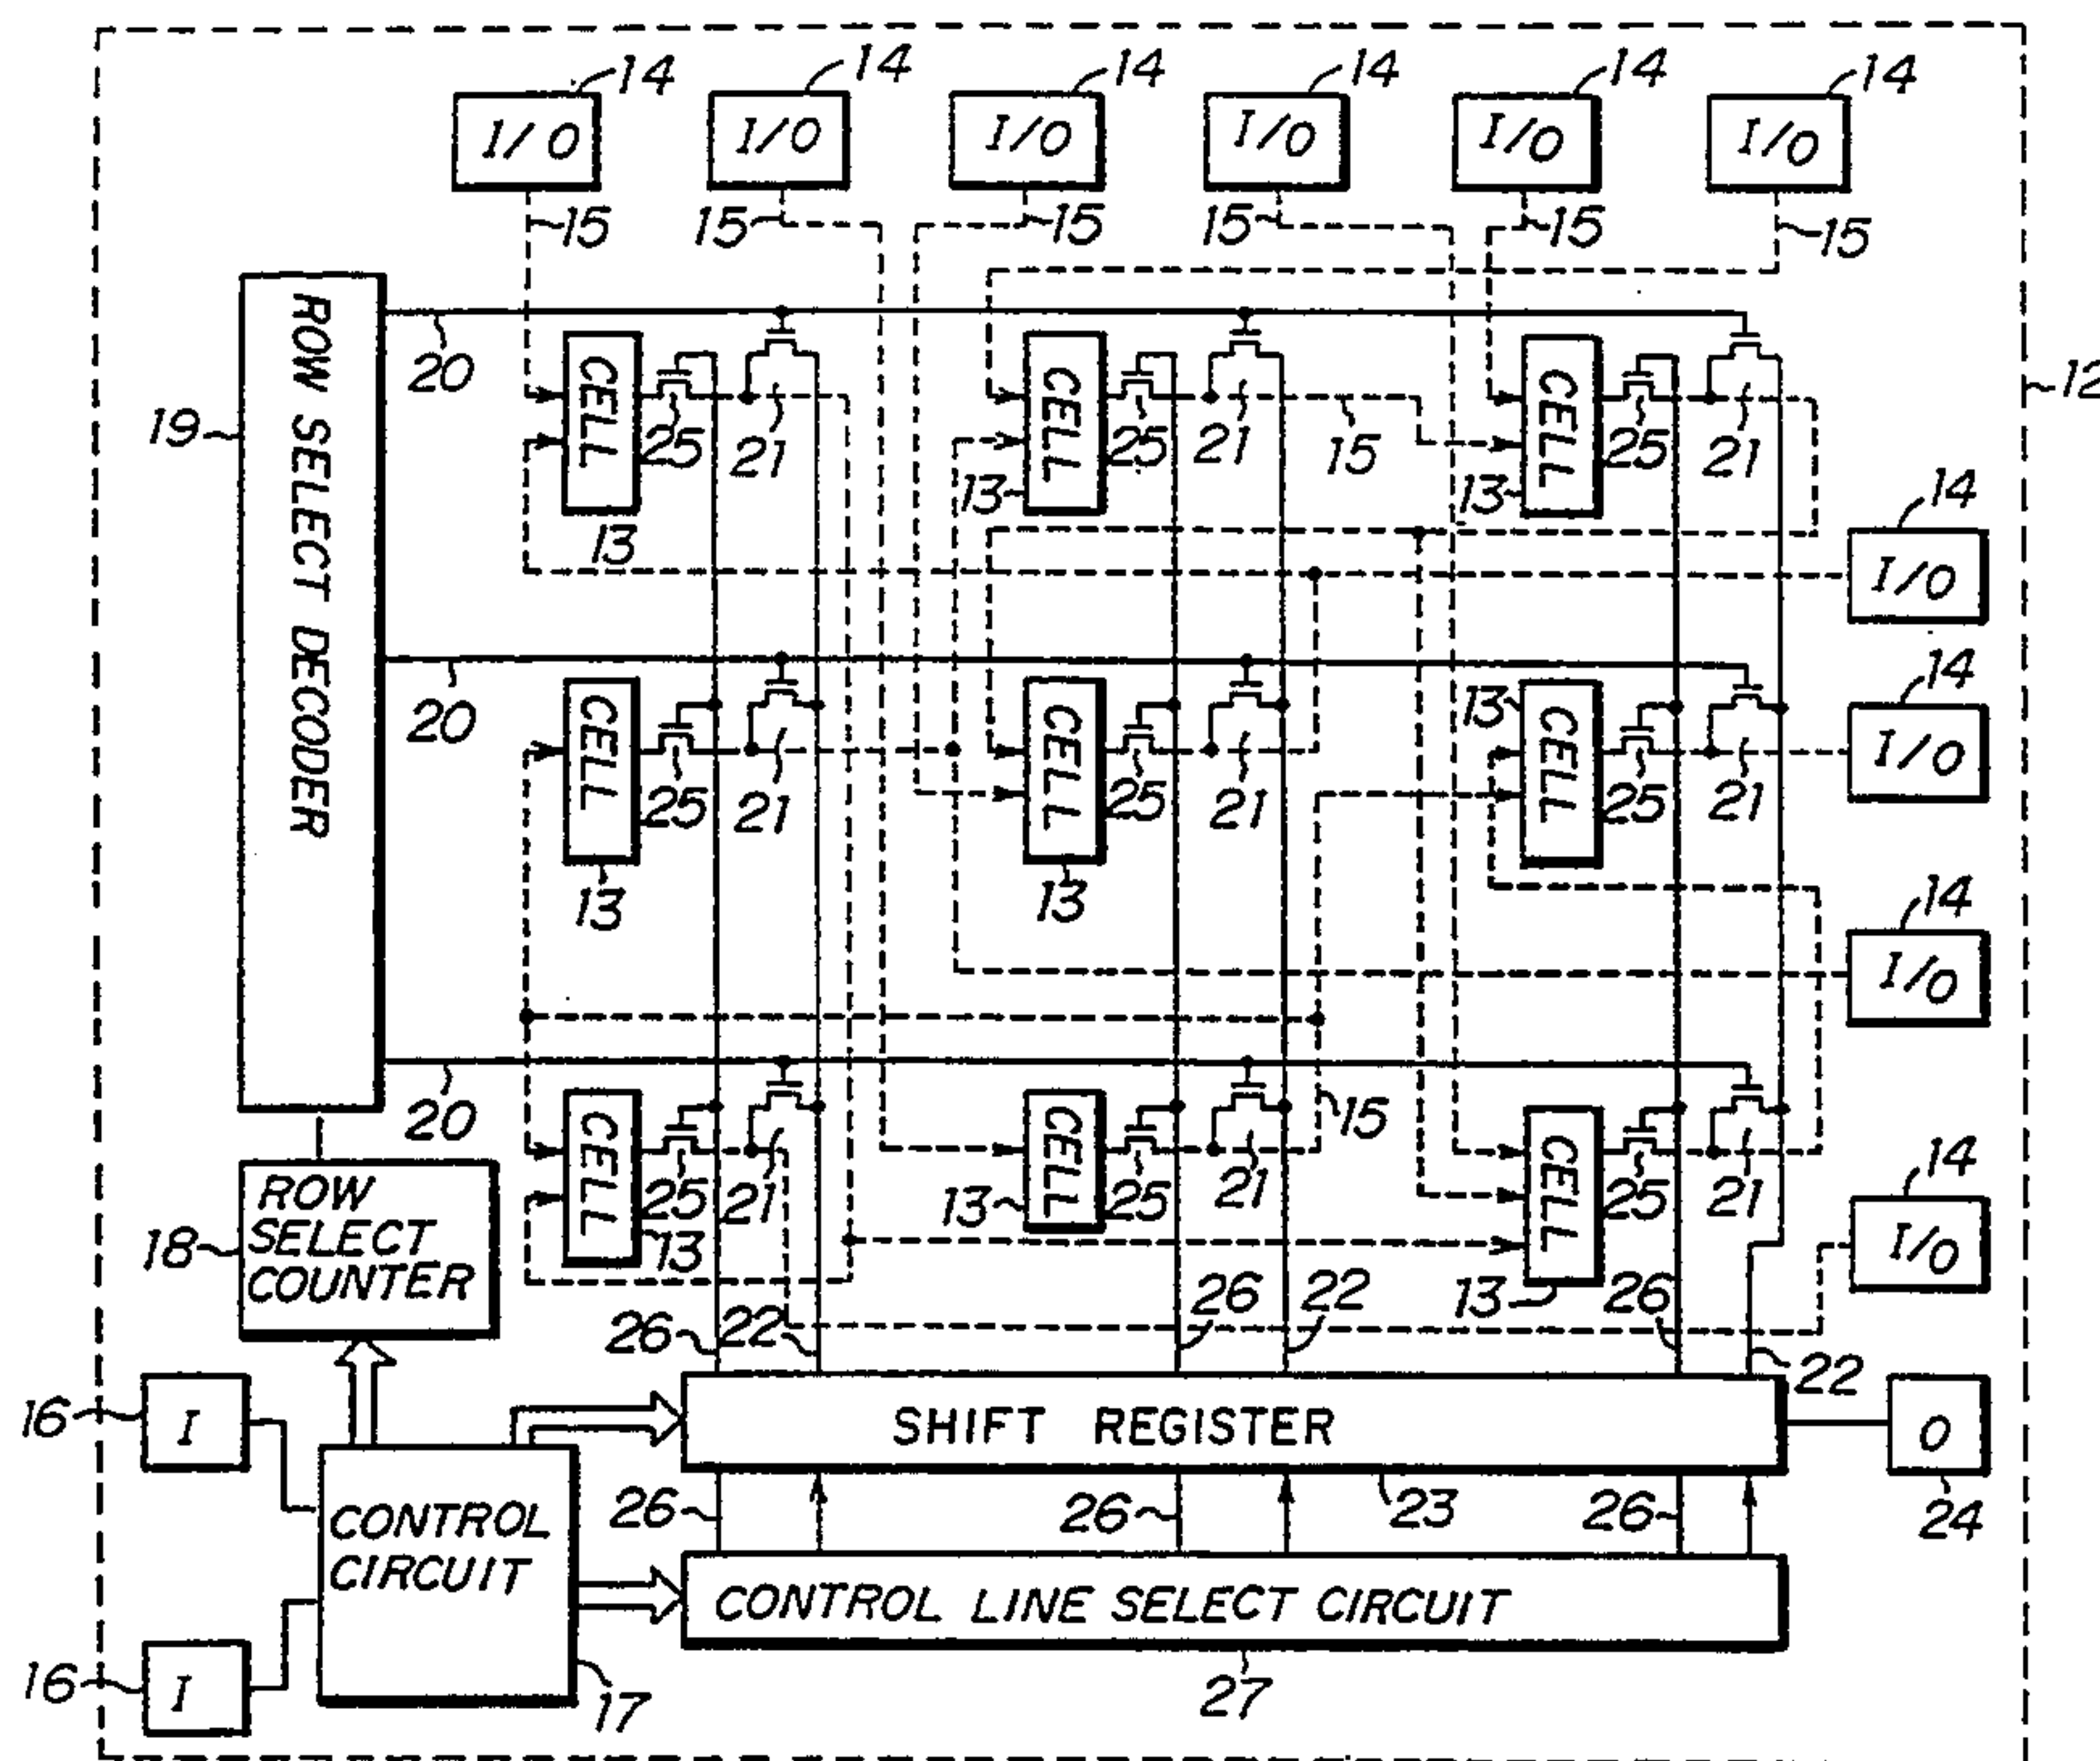 14 14 14 14 14 14
I/O I/O I/O I/O I/O I/O
15 15 15 15 15 15
12
19
ROW SELECT DECODER
20
CELL 25 21 CELL 25 21 15 CELL 25 21
13 13 13
14
I/O
20
14
I/O
13
CELL 25 21 CELL 25 21 CELL 25 21
13 13
14
I/O
20
15
CELL 25 21 CELL 25 21 CELL 25 21
13 13 13
14
I/O
18
ROW
SELECT
COUNTER
26 22 26 22 26 22
16 I
SHIFT REGISTER
O
24
26 26 23 26
CONTROL
CIRCUIT
CONTROL LINE SELECT CIRCUIT
16 I
17
27